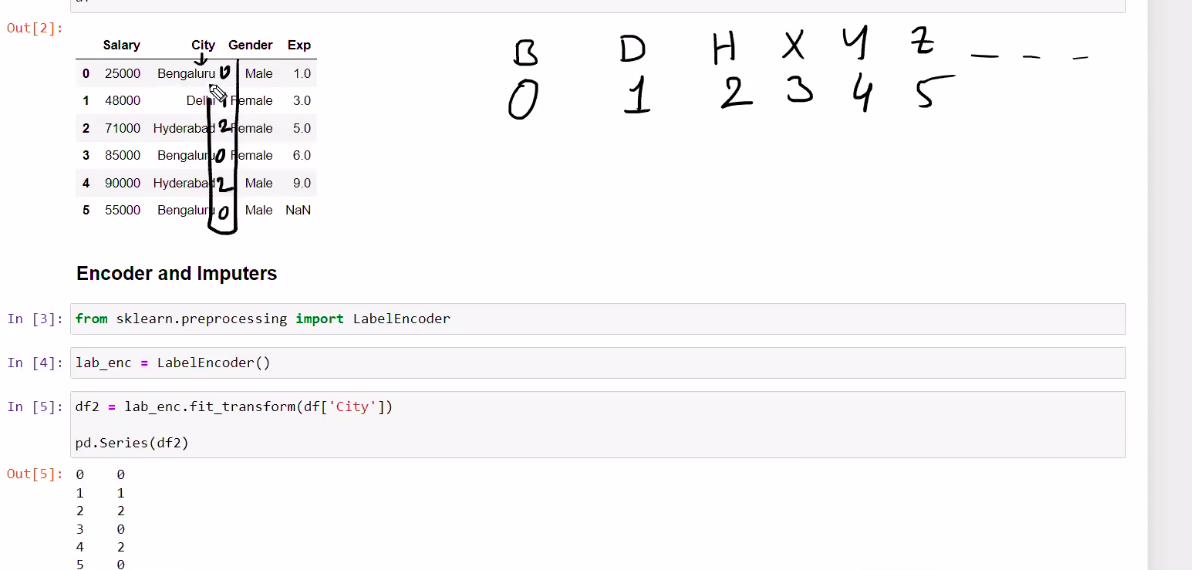 Out[2]:
Salary City Gender Exp
0 25000 Bengaluru 0 Male 1.0
1 48000 Delhi 1 Female 3.0
2 71000 Hyderabad 2 Female 5.0
3 85000 Bengaluru 0 Female 6.0
4 90000 Hyderabad 2 Male 9.0
5 55000 Bengaluru 0 Male NaN
B D H X Y Z _ _ _
0 1 2 3 4 5
Encoder and Imputers
In [3]: from sklearn.preprocessing import LabelEncoder
In [4]: lab_enc = LabelEncoder()
In [5]: df2 = lab_enc.fit_transform(df['City'])
pd.Series(df2)
Out[5]: 0 0
1 1
2 2
3 0
4 2
5 0